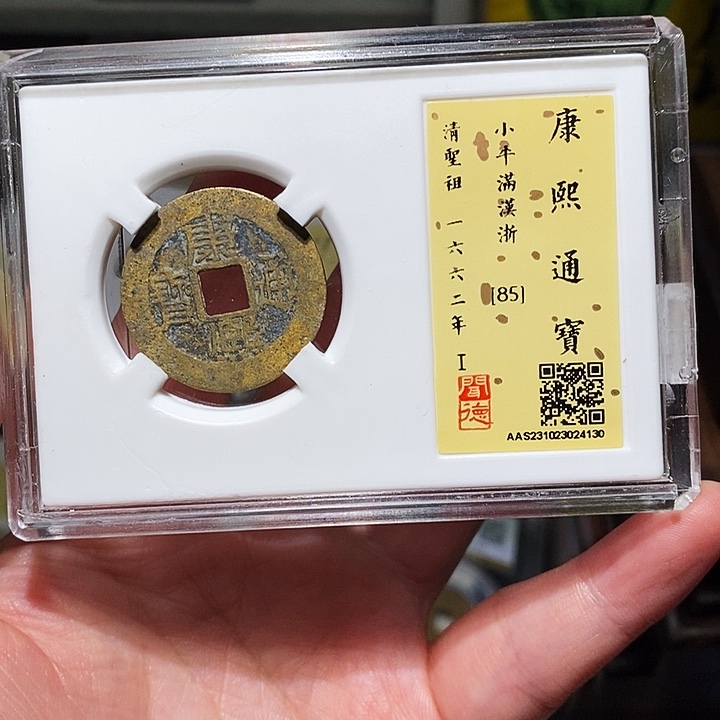 康熙通寶
小平滿漢浙
[85]
清聖祖 一六六二年 I
聞德
AAS231023024130
康熙通寶